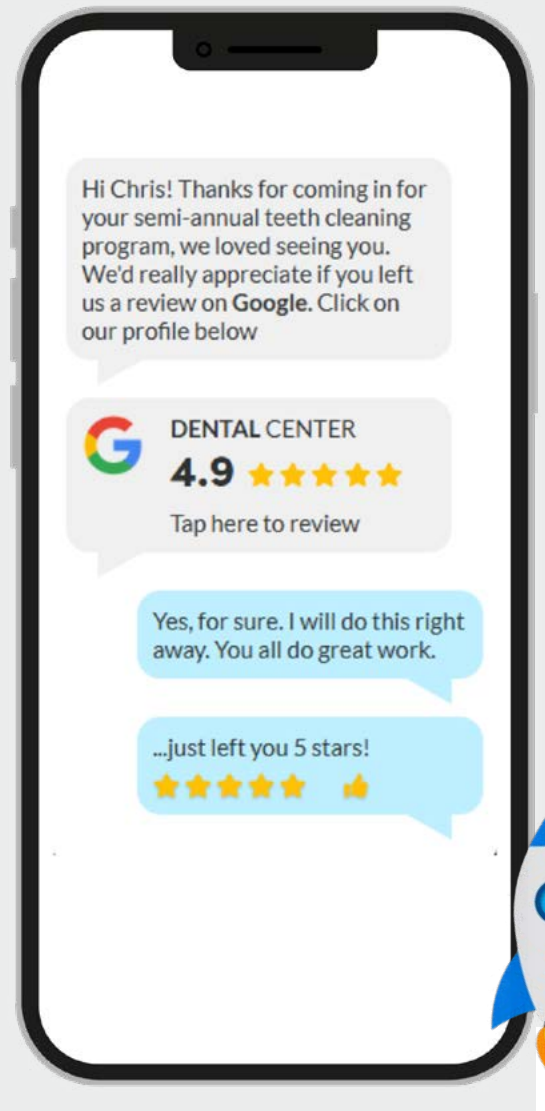 Hi Chris! Thanks for coming in for
your semi-annual teeth cleaning
program, we loved seeing you.
We'd really appreciate if you left
us a review on Google. Click on
our profile below
G
DENTAL CENTER
4.9
Tap here to review
Yes, for sure. I will do this right
away. You all do great work.
...just left you 5 stars!